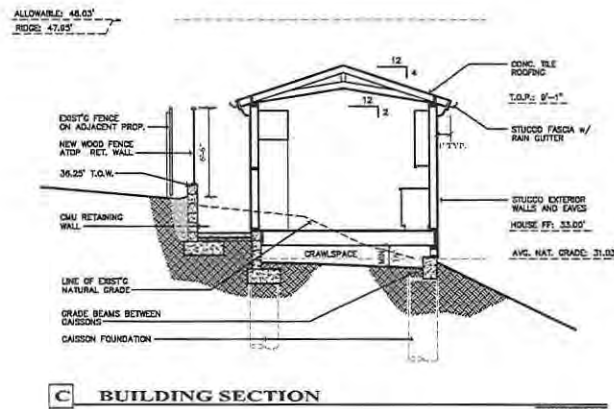 ALLOWABLE: 48.03'
RIDGE: 47.95'
12
4
12
2
CONC. TILE
ROOFING
T.O.P.: 9'-1"
STUCCO FASCIA W/
RAIN GUTTER
1' TYP.
EXIST'G FENCE
ON ADJACENT PROP.
NEW WOOD FENCE
ATOP RET. WALL
6'-6"
36.25' T.O.W.
STUCCO EXTERIOR
WALLS AND EAVES
HOUSE FF: 33.00'
CMU RETAINING
WALL
AVG. NAT. GRADE: 31.03
CRAWLSPACE
LINE OF EXIST'G
NATURAL GRADE
GRADE BEAMS BETWEEN
CAISSONS
CAISSON FOUNDATION
C BUILDING SECTION